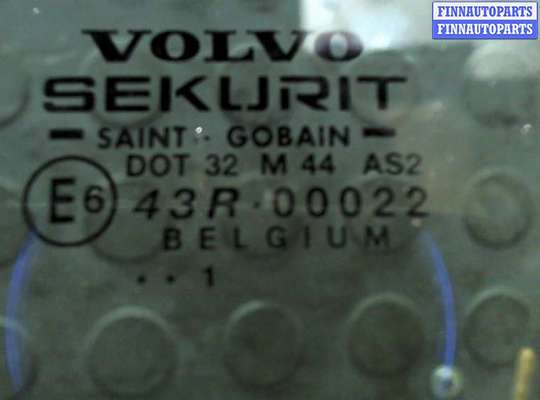 FINNAUTOPARTS
FINNAUTOPARTS
VOLVO
SEKURIT
SAINT - GOBAIN
DOT 32 M 44 AS2
E6 43R-00022
BELGIUM
.. 1